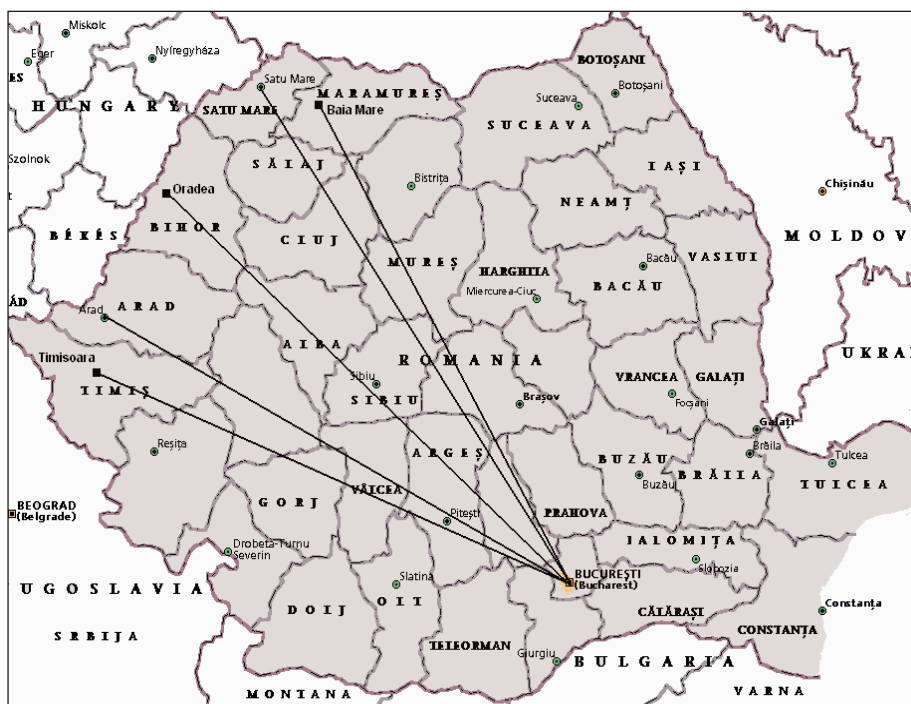 Miskolc
BOTOȘANI
Eger
Nyíregyháza
ES
Satu Mare
MARAMUREȘ
Botoșani
HUNGARY
SATU MARE
Baia Mare
Suceava
SUCEAVA
Szolnok
SĂLAJ
IAȘI
t
Oradea
Bistrița
Chișinău
NEAMȚ
BIHOR
BÉKÉS
CLUJ
MOLDOV
MUREȘ
HARGHITA
Bacău
VASIUI
BACĂU
ÁD
ARAD
Miercurea-Ciuc
Arad
ALBA
Timisoara
ROMANIA
UKRAI
VRANCEA
GALAȚI
TIMIȘ
Sibiu
SIBIU
Brașov
Focșani
Galați
Reșița
ARGEȘ
BUZĂU
Brăila
Tulcea
GORJ
VÂLCEA
Buzău
BRĂILA
TULCEA
BEOGRAD
(Belgrade)
Pitești
PRAHOVA
Drobeta-Turnu
Severin
IALOMIȚA
Slobozia
UGOSLAVIA
Slatina
BUCUREȘTI
(Bucharest)
DOLJ
OLT
CĂLĂRAȘI
Constanța
SRBIJA
TELEORMAN
CONSTANȚA
Giurgiu
BULGARIA
MONTANA
VARNA